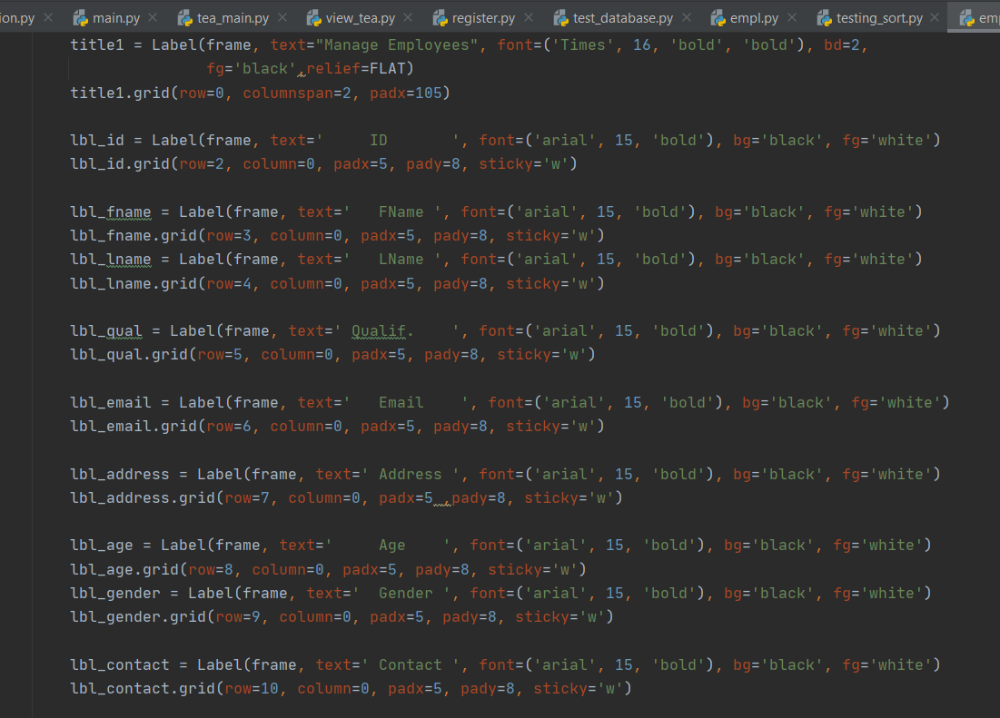 ion.py × main.py × tea_main.py × view_tea.py × register.py × test_database.py × empl.py × testing_sort.py × em
title1 = Label(frame, text="Manage Employees", font=('Times', 16, 'bold', 'bold'), bd=2,
               fg='black',relief=FLAT)
title1.grid(row=0, columnspan=2, padx=105)
lbl_id = Label(frame, text='     ID       ', font=('arial', 15, 'bold'), bg='black', fg='white')
lbl_id.grid(row=2, column=0, padx=5, pady=8, sticky='w')
lbl_fname = Label(frame, text='   FName ', font=('arial', 15, 'bold'), bg='black', fg='white')
lbl_fname.grid(row=3, column=0, padx=5, pady=8, sticky='w')
lbl_lname = Label(frame, text='   LName ', font=('arial', 15, 'bold'), bg='black', fg='white')
lbl_lname.grid(row=4, column=0, padx=5, pady=8, sticky='w')
lbl_qual = Label(frame, text=' Qualif.    ', font=('arial', 15, 'bold'), bg='black', fg='white')
lbl_qual.grid(row=5, column=0, padx=5, pady=8, sticky='w')
lbl_email = Label(frame, text='   Email    ', font=('arial', 15, 'bold'), bg='black', fg='white')
lbl_email.grid(row=6, column=0, padx=5, pady=8, sticky='w')
lbl_address = Label(frame, text=' Address ', font=('arial', 15, 'bold'), bg='black', fg='white')
lbl_address.grid(row=7, column=0, padx=5 ,pady=8, sticky='w')
lbl_age = Label(frame, text='     Age    ', font=('arial', 15, 'bold'), bg='black', fg='white')
lbl_age.grid(row=8, column=0, padx=5, pady=8, sticky='w')
lbl_gender = Label(frame, text='  Gender ', font=('arial', 15, 'bold'), bg='black', fg='white')
lbl_gender.grid(row=9, column=0, padx=5, pady=8, sticky='w')
lbl_contact = Label(frame, text=' Contact ', font=('arial', 15, 'bold'), bg='black', fg='white')
lbl_contact.grid(row=10, column=0, padx=5, pady=8, sticky='w')